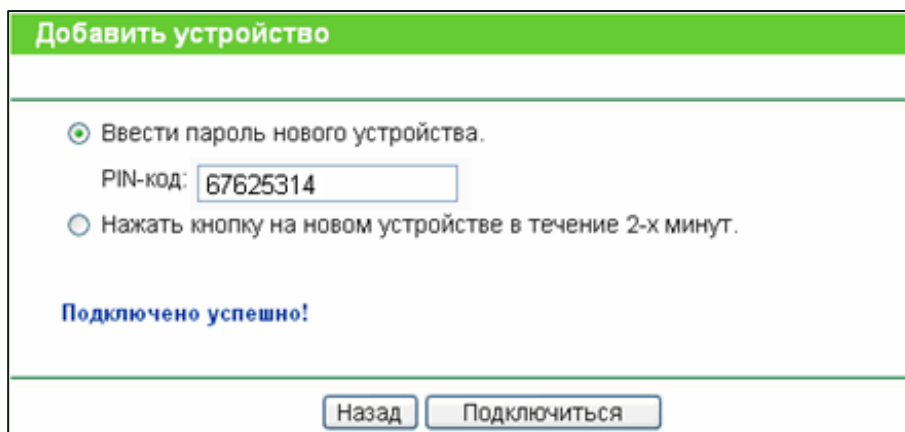 Добавить устройство
Ввести пароль нового устройства.
PIN-код: 67625314
Нажать кнопку на новом устройстве в течение 2-х минут.
Подключено успешно!
Назад Подключиться